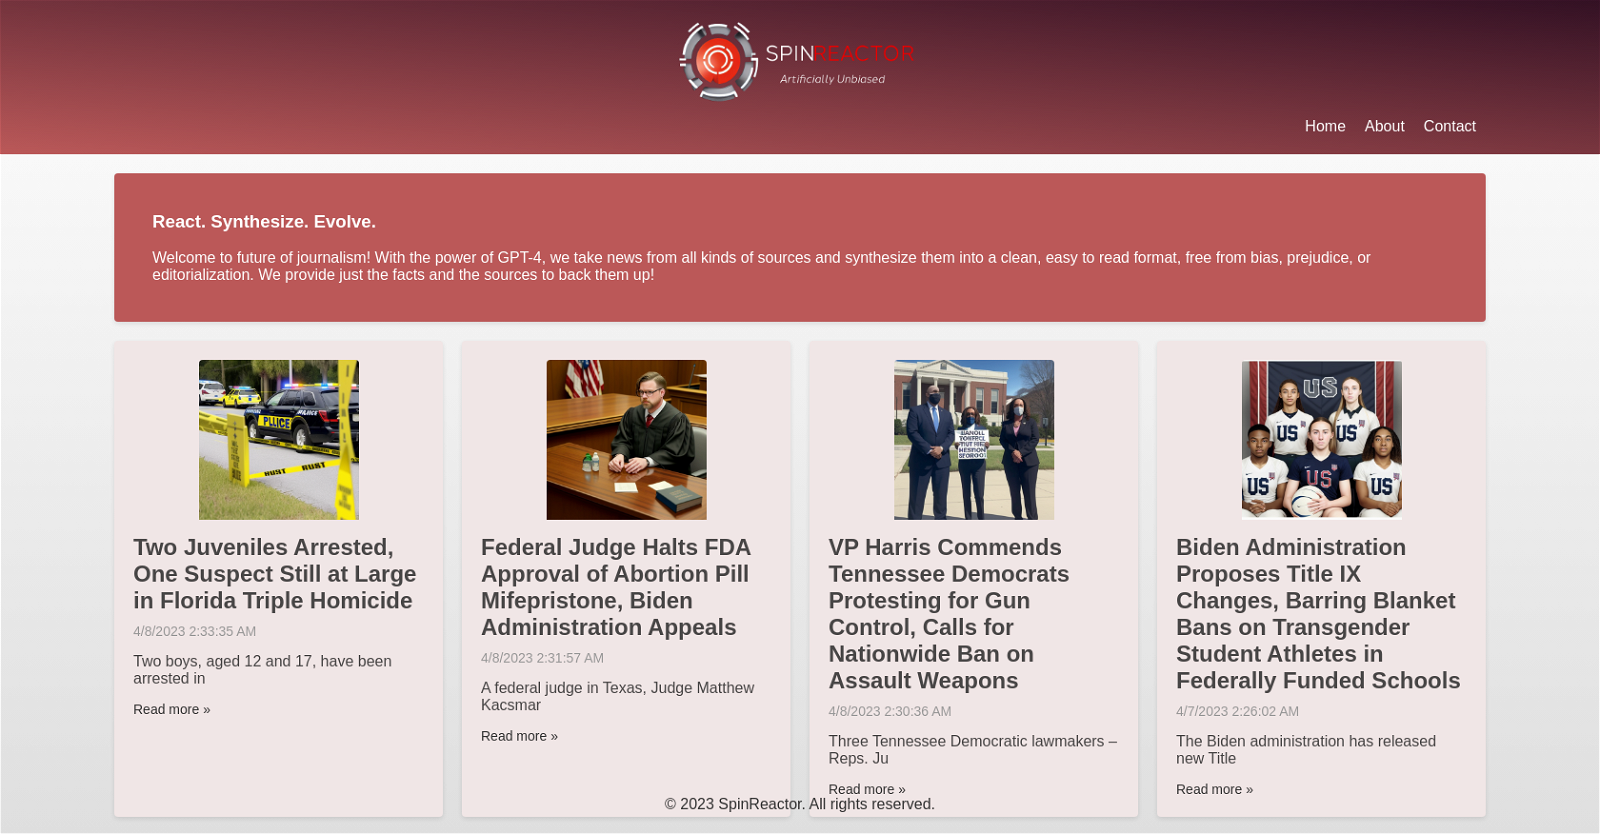 SPINREACTOR
Artificially Unbiased
Home About Contact
React. Synthesize. Evolve.
Welcome to future of journalism! With the power of GPT-4, we take news from all kinds of sources and synthesize them into a clean, easy to read format, free from bias, prejudice, or
editorialization. We provide just the facts and the sources to back them up!
PLLICE
US
US
US
US
US
Two Juveniles Arrested,
One Suspect Still at Large
in Florida Triple Homicide
4/8/2023 2:33:35 AM
Two boys, aged 12 and 17, have been
arrested in
Read more »
Federal Judge Halts FDA
Approval of Abortion Pill
Mifepristone, Biden
Administration Appeals
4/8/2023 2:31:57 AM
A federal judge in Texas, Judge Matthew
Kacsmar
Read more »
VP Harris Commends
Tennessee Democrats
Protesting for Gun
Control, Calls for
Nationwide Ban on
Assault Weapons
4/8/2023 2:30:36 AM
Three Tennessee Democratic lawmakers –
Reps. Ju
Read more »
Biden Administration
Proposes Title IX
Changes, Barring Blanket
Bans on Transgender
Student Athletes in
Federally Funded Schools
4/7/2023 2:26:02 AM
The Biden administration has released
new Title
Read more »
© 2023 SpinReactor. All rights reserved.